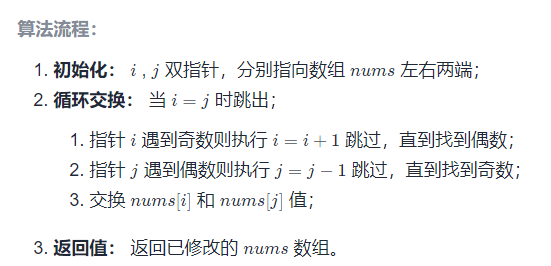 算法流程：
1. 初始化： i , j 双指针，分别指向数组 nums 左右两端；
2. 循环交换： 当 i = j 时跳出；
1. 指针 i 遇到奇数则执行 i = i + 1 跳过，直到找到偶数；
2. 指针 j 遇到偶数则执行 j = j − 1 跳过，直到找到奇数；
3. 交换 nums[i] 和 nums[j] 值；
3. 返回值： 返回已修改的 nums 数组。